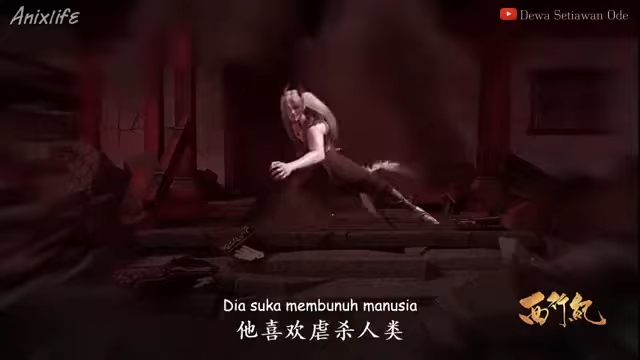 Anixlife
Dewa Setiawan Ode
Dia suka membunuh manusia
他喜欢虐杀人类
西行纪